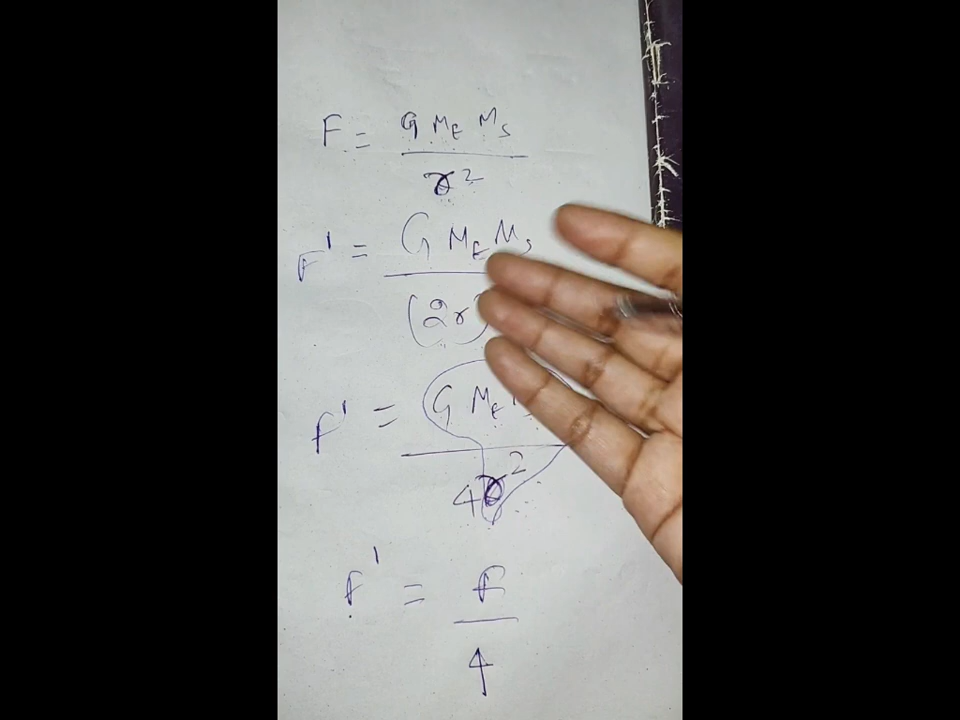 F = G M_E M_s / r²
F' = G M_E M_s / (2r)
F' = G M_E / 4r²
F' = F / 4